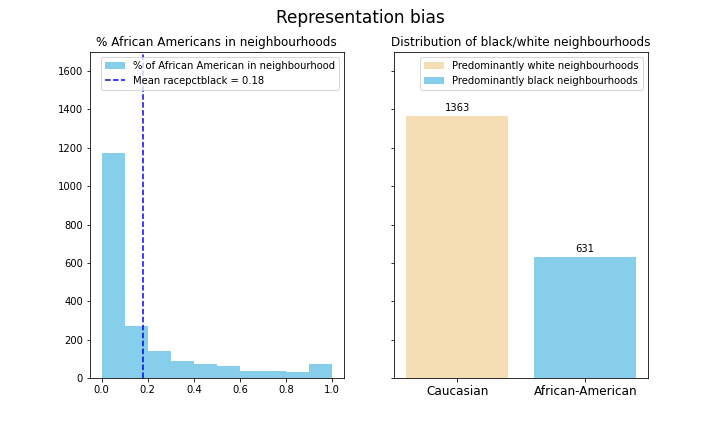 Representation bias
% African Americans in neighbourhoods
% of African American in neighbourhood
Mean racepctblack = 0.18
1600
1400
1200
1000
800
600
400
200
0
0.0 0.2 0.4 0.6 0.8 1.0
Distribution of black/white neighbourhoods
Predominantly white neighbourhoods
Predominantly black neighbourhoods
1363
631
Caucasian African-American